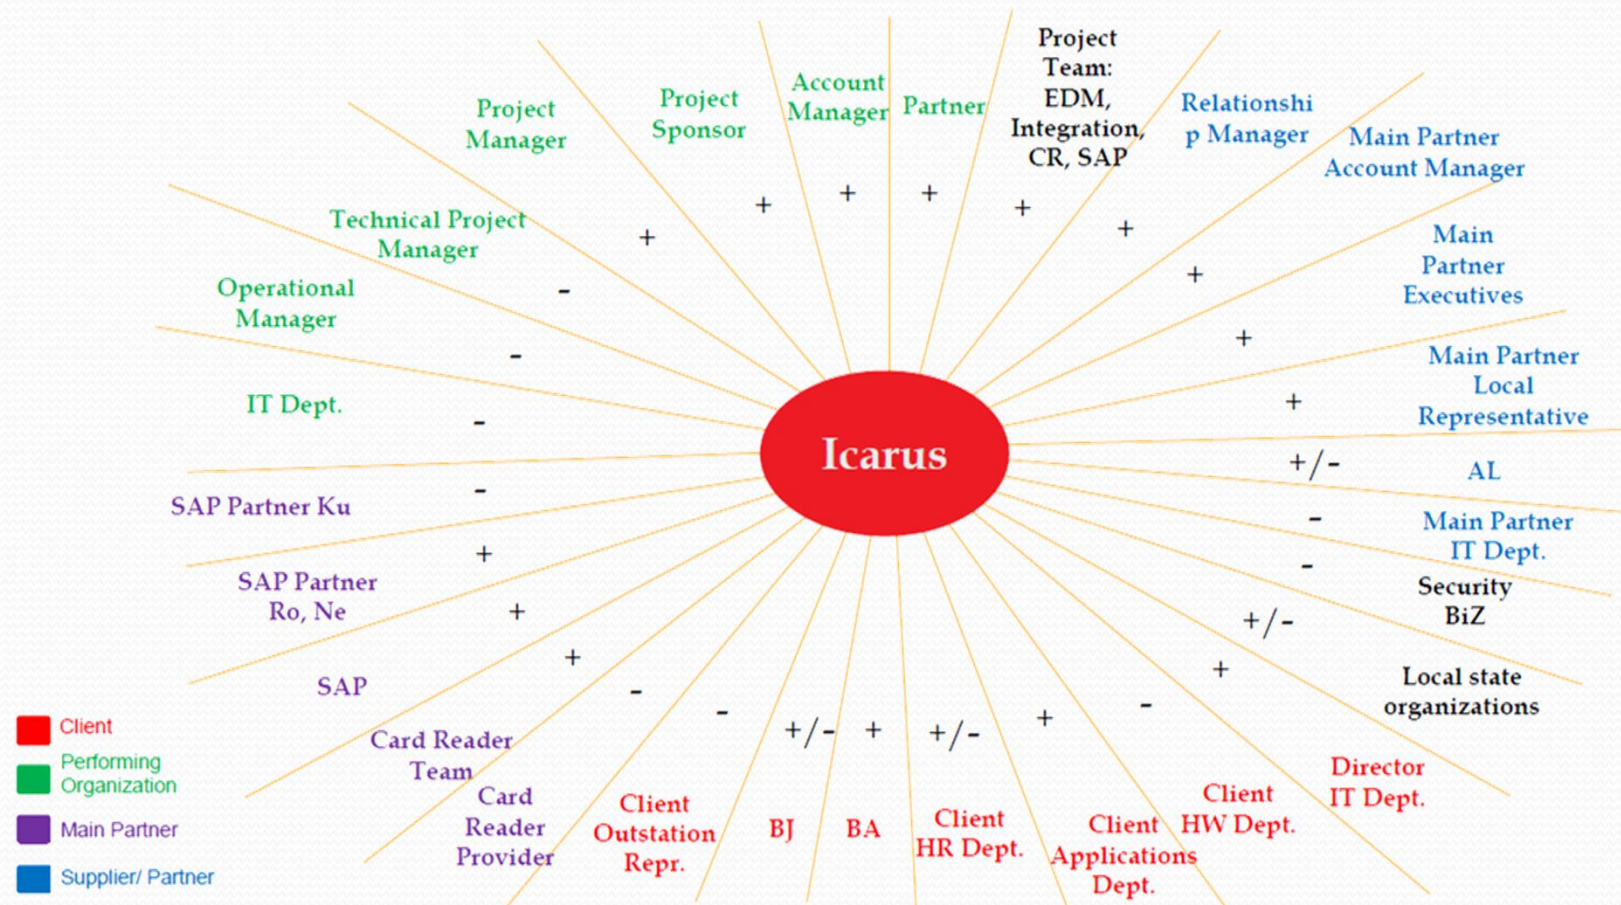 Project
Team:
EDM,
Integration,
CR, SAP
Account
Manager
Partner
Project
Sponsor
Project
Manager
Relationshi
p Manager
Main Partner
Account Manager
Technical Project
Manager
Main
Partner
Executives
Operational
Manager
Main Partner
Local
Representative
IT Dept.
AL
SAP Partner Ku
Main Partner
IT Dept.
SAP Partner
Ro, Ne
Security
BiZ
SAP
Local state
organizations
Card Reader
Team
Director
IT Dept.
Card
Reader
Provider
Client
Outstation
Repr.
BJ
BA
Client
HR Dept.
Client
Applications
Dept.
Client
HW Dept.
Icarus
+
+
+
+
+
+
+
+
+
+/-
-
-
+/-
+
-
+
+/-
+
+/-
-
-
+
+
+
-
-
-
-
Client
Performing
Organization
Main Partner
Supplier/ Partner